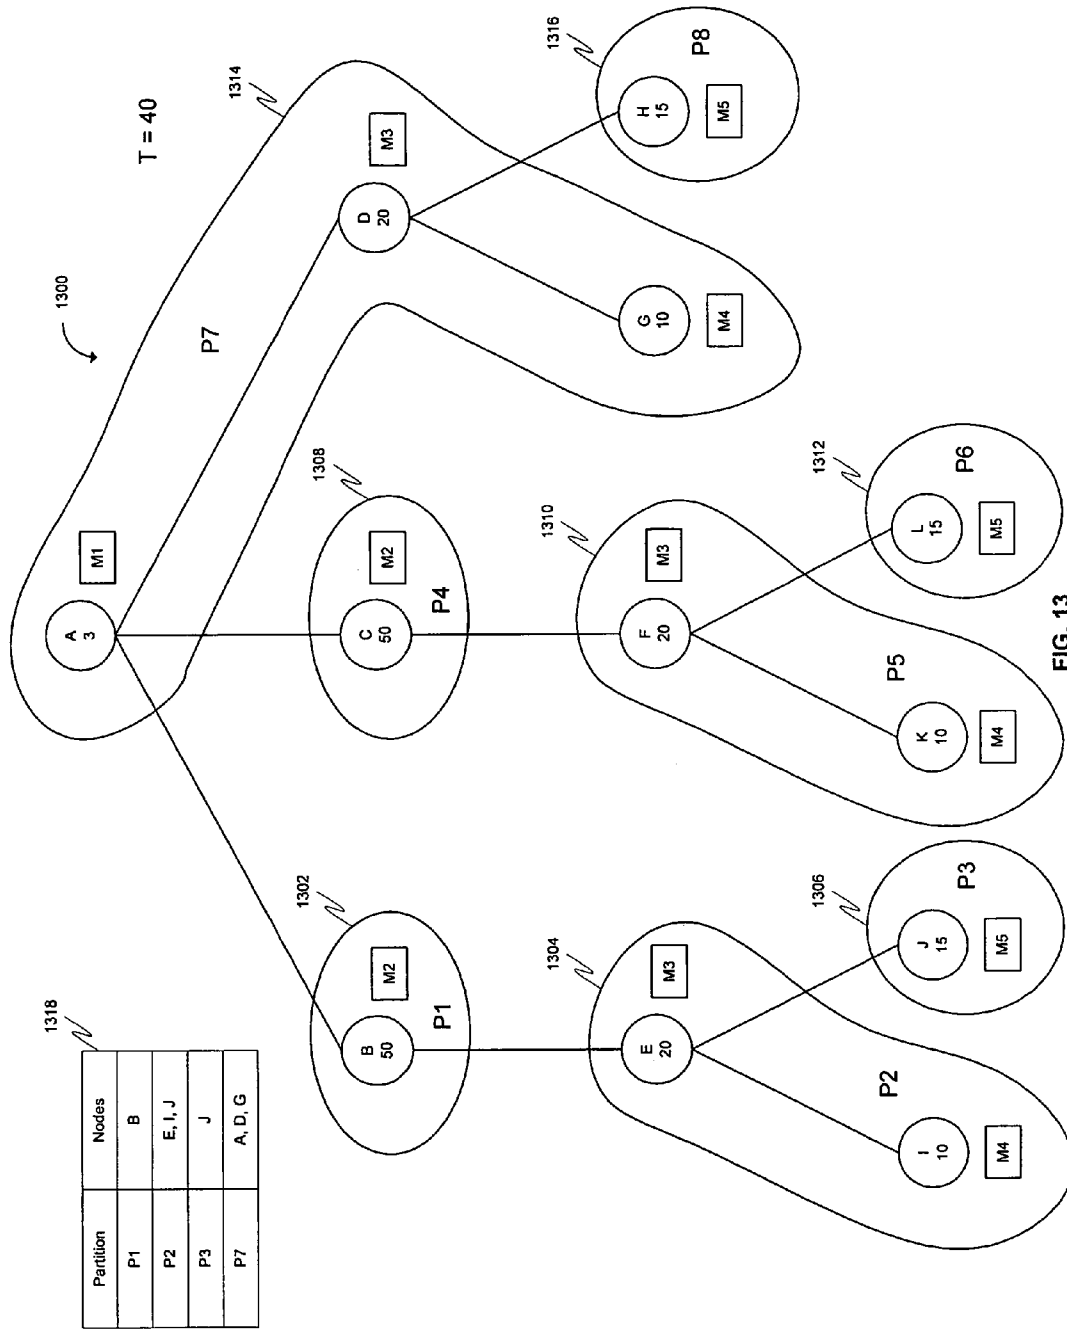 1300
T = 40
1314
1316
P7
A
3
M1
D
20
M3
G
10
M4
H
15
M5
P8
1308
C
50
M2
P4
1310
F
20
M3
P5
K
10
M4
1312
L
15
M5
P6
1302
B
50
M2
P1
1304
E
20
M3
P2
I
10
M4
1306
J
15
M5
P3
1318
Partition Nodes
P1 B
P2 E, I, J
P3 J
P7 A, D, G
FIG. 13